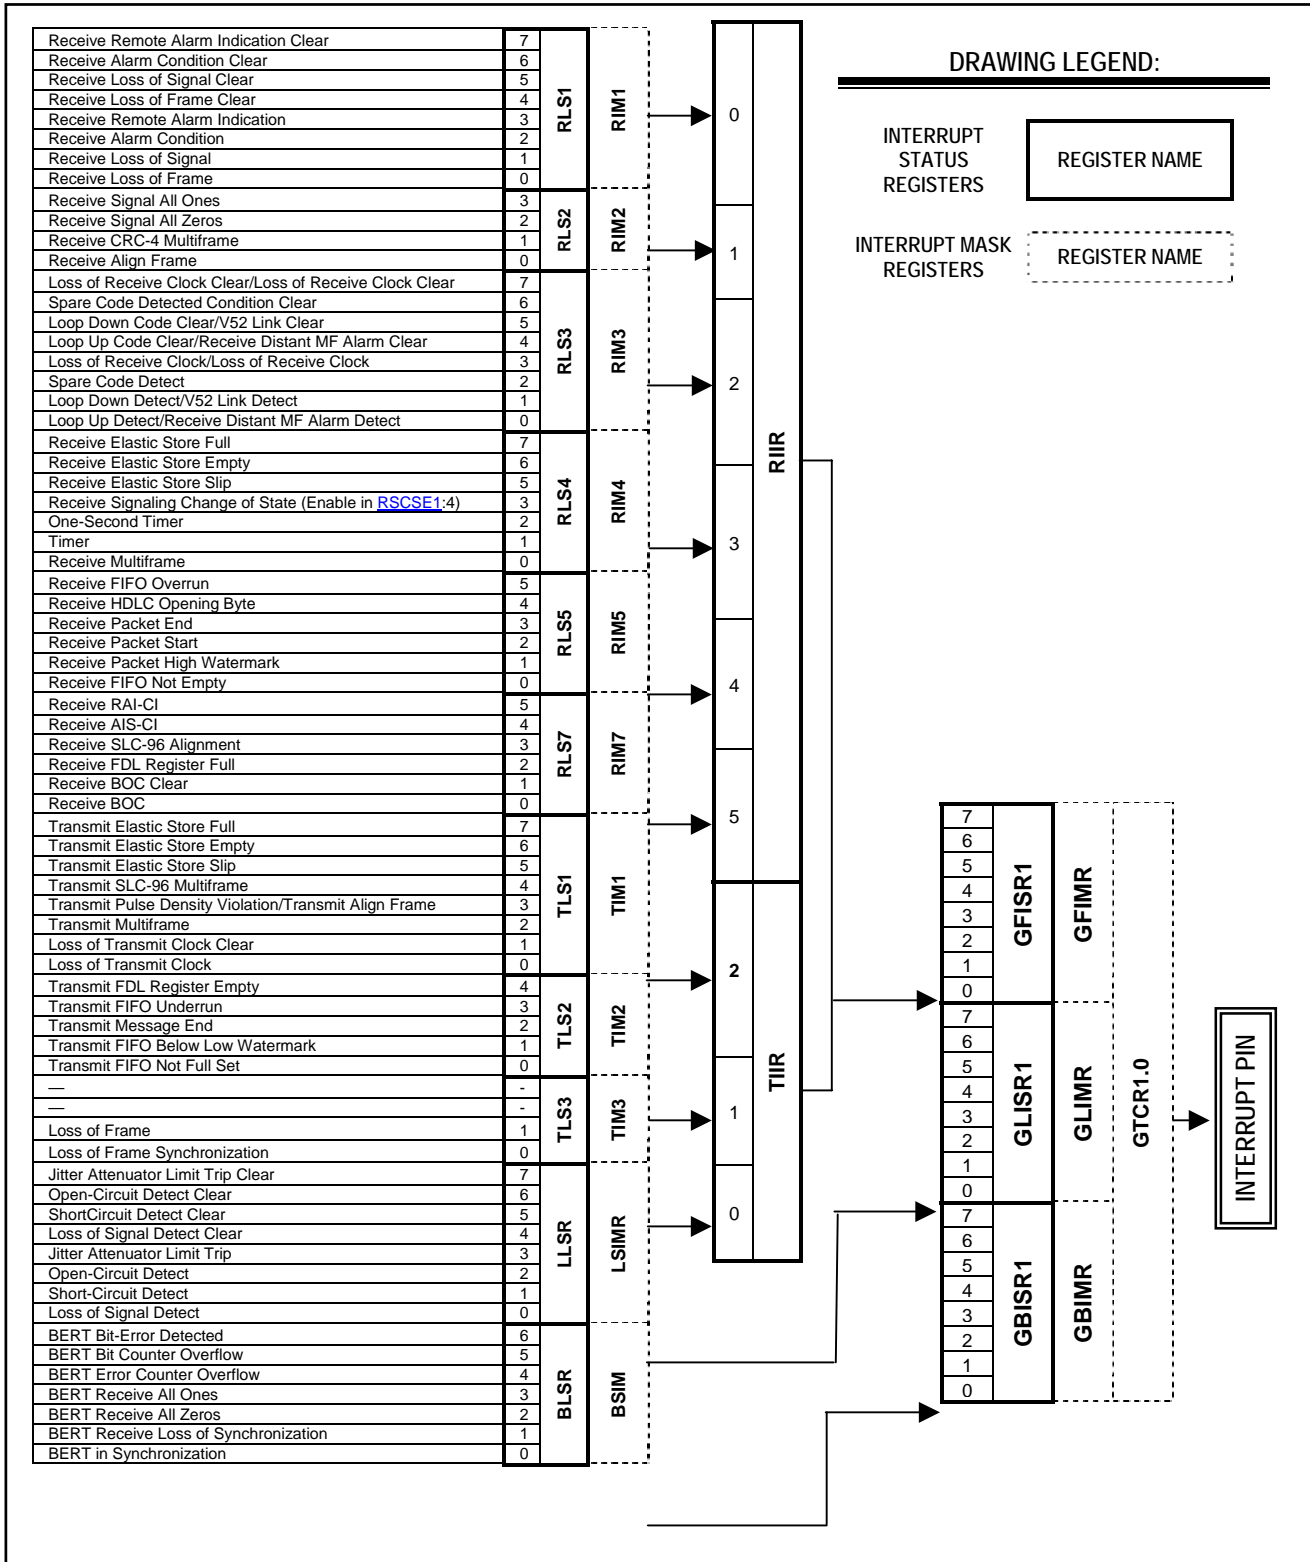 DRAWING LEGEND:
INTERRUPT
STATUS
REGISTERS
REGISTER NAME
INTERRUPT MASK
REGISTERS
REGISTER NAME
Receive Remote Alarm Indication Clear 7
Receive Alarm Condition Clear 6
Receive Loss of Signal Clear 5
Receive Loss of Frame Clear 4
Receive Remote Alarm Indication 3
Receive Alarm Condition 2
Receive Loss of Signal 1
Receive Loss of Frame 0
RLS1
RIM1
Receive Signal All Ones 3
Receive Signal All Zeros 2
Receive CRC-4 Multiframe 1
Receive Align Frame 0
RLS2
RIM2
Loss of Receive Clock Clear/Loss of Receive Clock Clear 7
Spare Code Detected Condition Clear 6
Loop Down Code Clear/V52 Link Clear 5
Loop Up Code Clear/Receive Distant MF Alarm Clear 4
Loss of Receive Clock/Loss of Receive Clock 3
Spare Code Detect 2
Loop Down Detect/V52 Link Detect 1
Loop Up Detect/Receive Distant MF Alarm Detect 0
RLS3
RIM3
Receive Elastic Store Full 7
Receive Elastic Store Empty 6
Receive Elastic Store Slip 5
Receive Signaling Change of State (Enable in RSCSE1:4) 3
One-Second Timer 2
Timer 1
Receive Multiframe 0
RLS4
RIM4
Receive FIFO Overrun 5
Receive HDLC Opening Byte 4
Receive Packet End 3
Receive Packet Start 2
Receive Packet High Watermark 1
Receive FIFO Not Empty 0
RLS5
RIM5
Receive RAI-CI 5
Receive AIS-CI 4
Receive SLC-96 Alignment 3
Receive FDL Register Full 2
Receive BOC Clear 1
Receive BOC 0
RLS7
RIM7
Transmit Elastic Store Full 7
Transmit Elastic Store Empty 6
Transmit Elastic Store Slip 5
Transmit SLC-96 Multiframe 4
Transmit Pulse Density Violation/Transmit Align Frame 3
Transmit Multiframe 2
Loss of Transmit Clock Clear 1
Loss of Transmit Clock 0
TLS1
TIM1
Transmit FDL Register Empty 4
Transmit FIFO Underrun 3
Transmit Message End 2
Transmit FIFO Below Low Watermark 1
Transmit FIFO Not Full Set 0
TLS2
TIM2
— -
— -
Loss of Frame 1
Loss of Frame Synchronization 0
TLS3
TIM3
Jitter Attenuator Limit Trip Clear 7
Open-Circuit Detect Clear 6
ShortCircuit Detect Clear 5
Loss of Signal Detect Clear 4
Jitter Attenuator Limit Trip 3
Open-Circuit Detect 2
Short-Circuit Detect 1
Loss of Signal Detect 0
LLSR
LSIMR
BERT Bit-Error Detected 6
BERT Bit Counter Overflow 5
BERT Error Counter Overflow 4
BERT Receive All Ones 3
BERT Receive All Zeros 2
BERT Receive Loss of Synchronization 1
BERT in Synchronization 0
BLSR
BSIM
0
1
2
3
4
5
RIIR
2
1
0
TIIR
7
6
5
4
3
2
1
0
GFISR1
GFIMR
7
6
5
4
3
2
1
0
GLISR1
GLIMR
7
6
5
4
3
2
1
0
GBISR1
GBIMR
GTCR1.0
INTERRUPT PIN